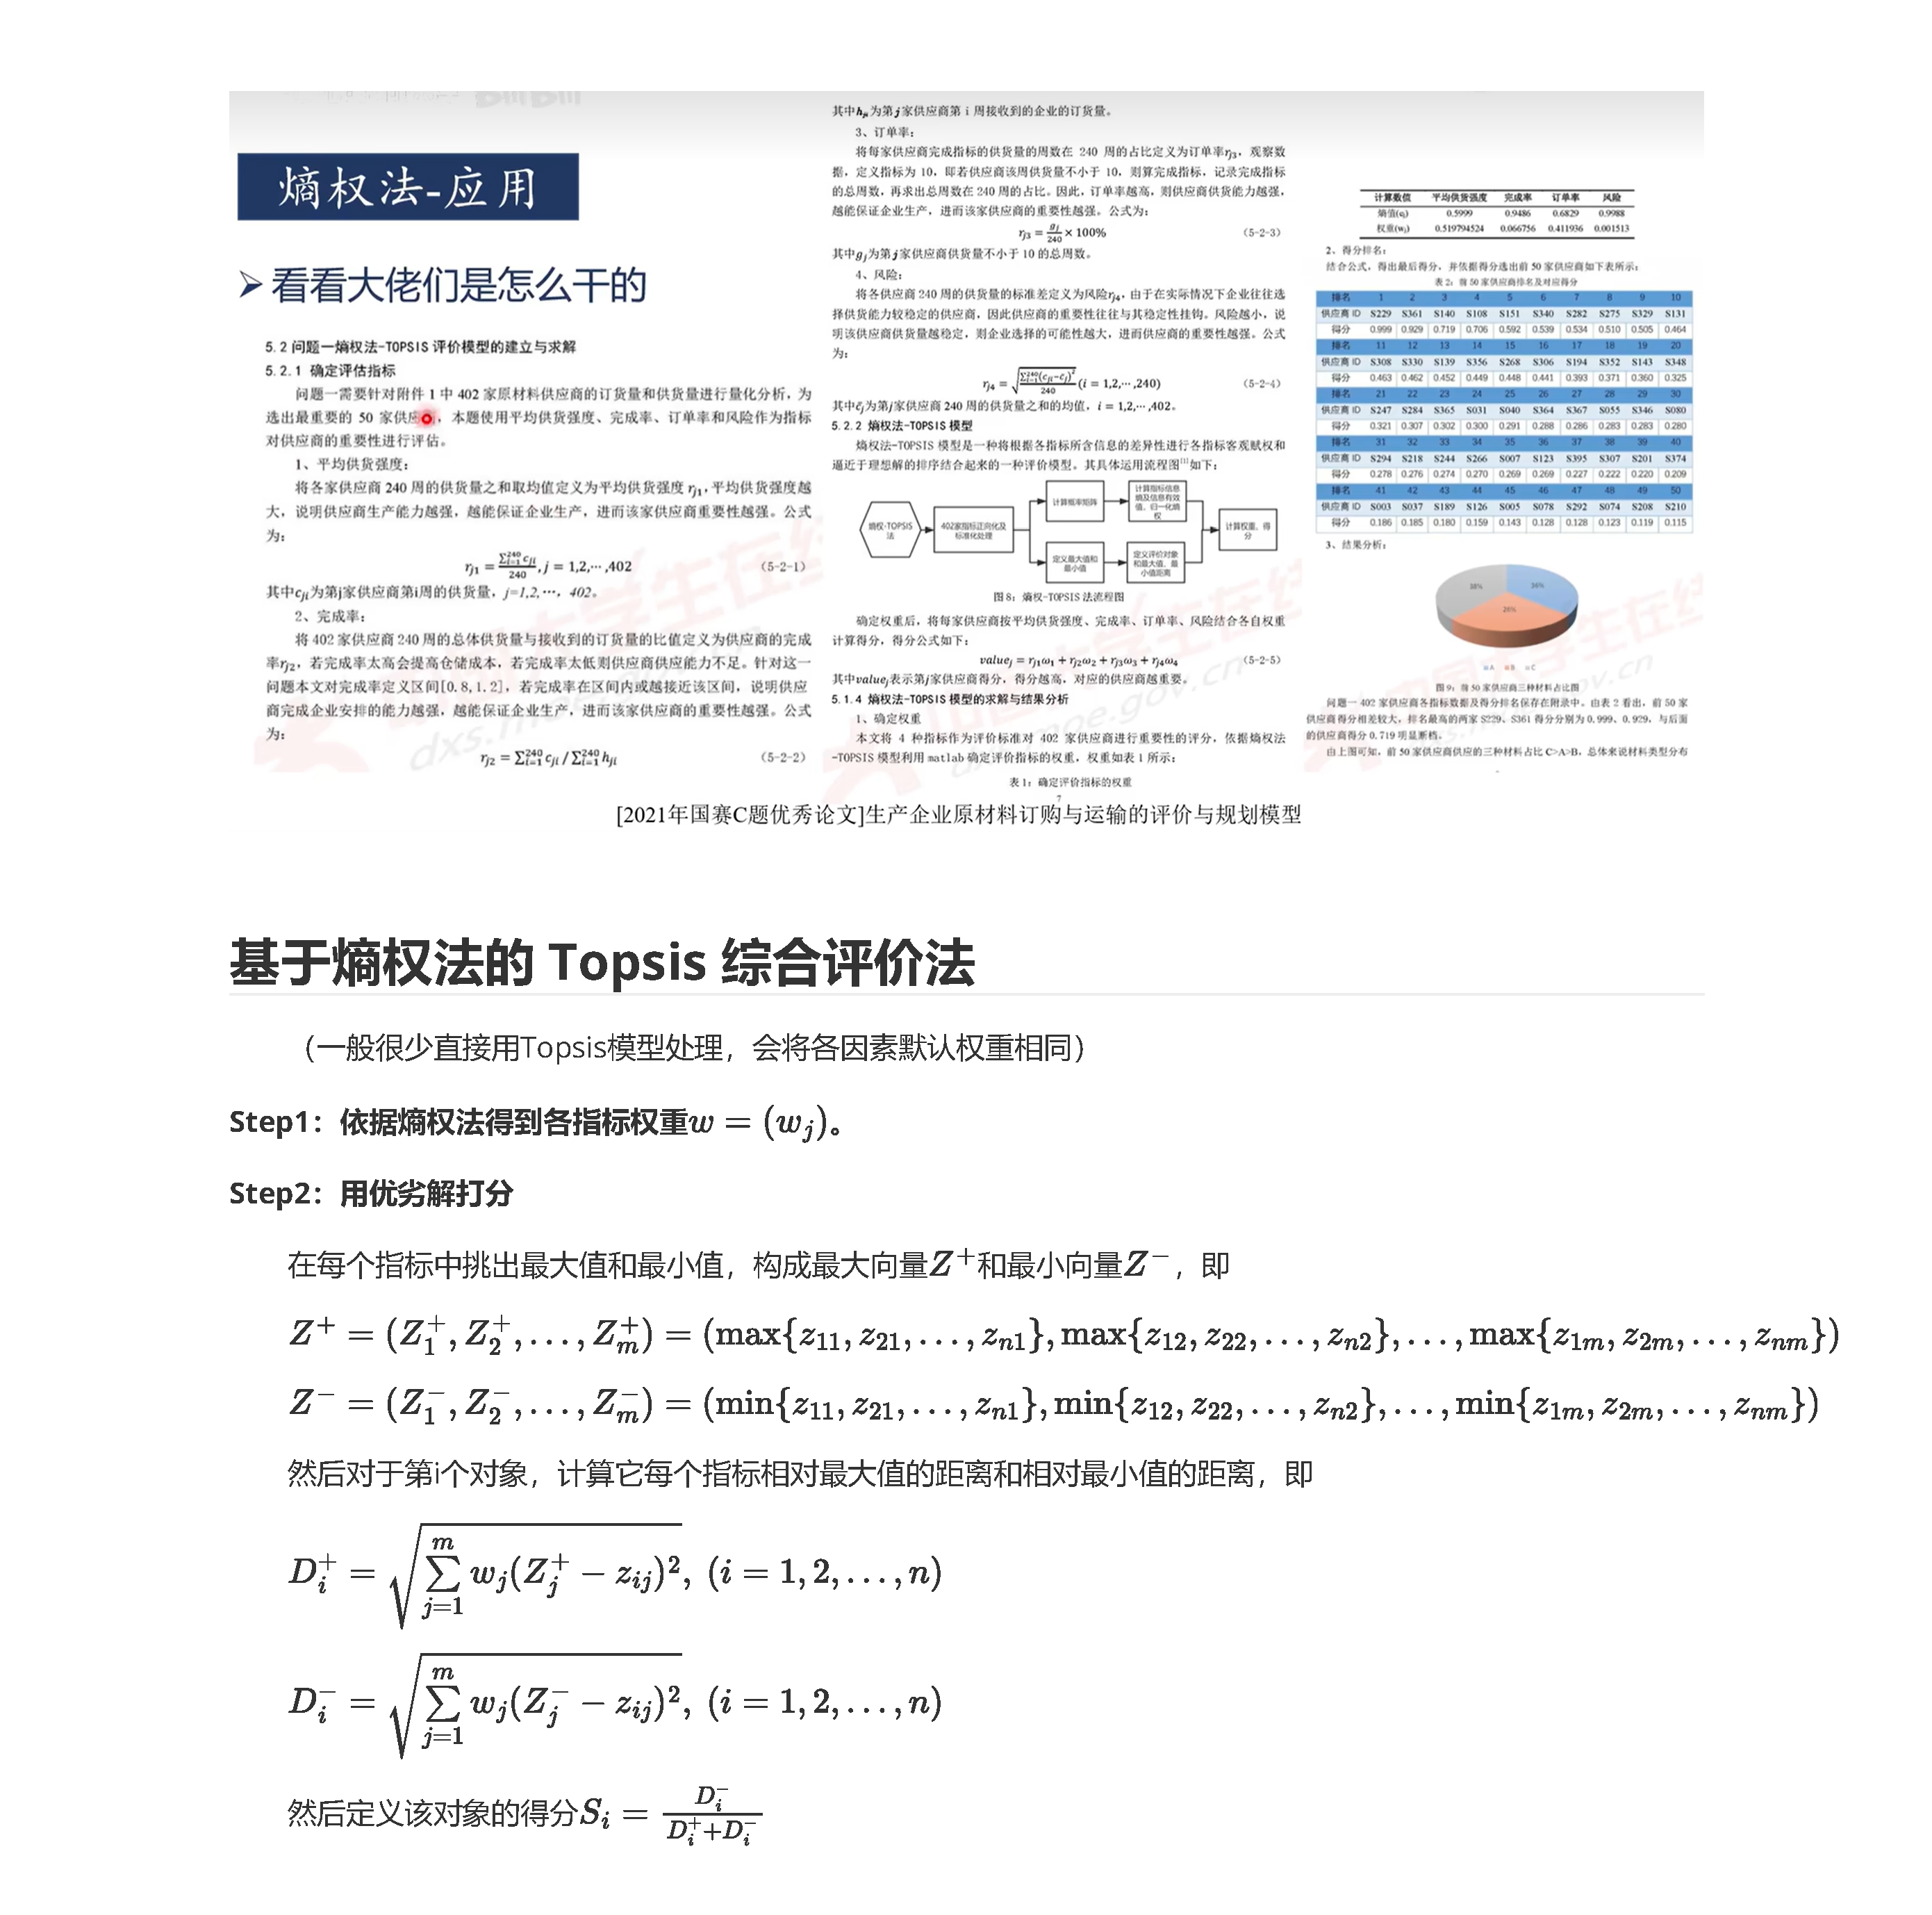 熵权法-应用
➢看看大佬们是怎么干的
5.2 问题一熵权法-TOPSIS 评价模型的建立与求解
5.2.1 确定评估指标
问题一需要针对附件 1 中 402 家原材料供应商的订货量和供货量进行量化分析，为
选出最重要的 50 家供应，本题使用平均供货强度、完成率、订单率和风险作为指标
对供应商的重要性进行评估。
1、平均供货强度：
将各家供应商 240 周的供货量之和取均值定义为平均供货强度 r_{j1}，平均供货强度越
大，说明供应商生产能力越强，越能保证企业生产，进而该家供应商重要性越强。公式
为：
r_{j1} = \frac{\sum_{i=1}^{240} c_{ji}}{240}, j = 1,2,⋯,402 （5-2-1）
其中c_{ji}为第j家供应商第i周的供货量，j=1,2,⋯，402。
2、完成率：
将 402 家供应商 240 周的总体供货量与接收到的订货量的比值定义为供应商的完成
率r_{j2}，若完成率太高会提高仓储成本，若完成率太低则供应商供应能力不足。针对这一
问题本文对完成率定义区间[0.8,1.2]，若完成率在区间内或越接近该区间，说明供应
商完成企业安排的能力越强，越能保证企业生产，进而该家供应商的重要性越强。公式
为：
r_{j2} = \sum_{i=1}^{240} c_{ji} / \sum_{i=1}^{240} h_{ji} （5-2-2）
其中h_{ji}为第j家供应商第 i 周接收到的企业的订货量。
3、订单率：
将每家供应商完成指标的供货量的周数在 240 周的占比定义为订单率r_{j3}，观察数
据，定义指标为 10，即若供应商该周供货量不小于 10，则算完成指标，记录完成指标
的总周数，再求出总周数在 240 周的占比。因此，订单率越高，则供应商供货能力越强，
越能保证企业生产，进而该家供应商的重要性越强。公式为：
r_{j3} = \frac{g_j}{240} × 100% （5-2-3）
其中g_j为第j家供应商供货量不小于 10 的总周数。
4、风险：
将各供应商 240 周的供货量的标准差定义为风险r_{j4}，由于在实际情况下企业往往选
择供货能力较稳定的供应商，因此供应商的重要性往往与其稳定性挂钩。风险越小，说
明该供应商供货量越稳定，则企业选择的可能性越大，进而供应商的重要性越强。公式
为：
r_{j4} = \sqrt{\frac{\sum_{i=1}^{240}(c_{ji}-\bar{c}_j)^2}{240}} (i = 1,2,⋯,240) （5-2-4）
其中\bar{c}_j为第j家供应商 240 周的供货量之和的均值，i = 1,2,⋯,402。
5.2.2 熵权法-TOPSIS 模型
熵权法-TOPSIS 模型是一种将根据各指标所含信息的差异性进行各指标客观赋权和
逼近于理想解的排序结合起来的一种评价模型。其具体运用流程图[1]如下：
熵权-TOPSIS法
402家指标正向化及标准化处理
计算概率矩阵
计算指标信息熵及信息有效值，归一化熵权
定义最大值和最小值
定义评价对象和最大值、最小值距离
计算权重、得分
图 8：熵权-TOPSIS 法流程图
确定权重后，将每家供应商按平均供货强度、完成率、订单率、风险结合各自权重
计算得分，得分公式如下：
value_j = r_{j1}ω_1 + r_{j2}ω_2 + r_{j3}ω_3 + r_{j4}ω_4 （5-2-5）
其中value_j表示第j家供应商得分，得分越高，对应的供应商越重要。
5.1.4 熵权法-TOPSIS 模型的求解与结果分析
1、确定权重
本文将 4 种指标作为评价标准对 402 家供应商进行重要性的评分，依据熵权法
-TOPSIS 模型利用 matlab 确定评价指标的权重，权重如表 1 所示：
表 1：确定评价指标的权重
7
计算数值 平均供货强度 完成率 订单率 风险
熵值(e_j) 0.5999 0.9486 0.6829 0.9988
权重(w_j) 0.519794524 0.066756 0.411936 0.001513
2、得分排名：
结合公式，得出最后得分，并依据得分选出前 50 家供应商如下表所示：
表 2：前 50 家供应商排名及对应得分
排名 1 2 3 4 5 6 7 8 9 10
供应商 ID S229 S361 S140 S108 S151 S340 S282 S275 S329 S131
得分 0.999 0.929 0.719 0.706 0.592 0.539 0.534 0.510 0.505 0.464
排名 11 12 13 14 15 16 17 18 19 20
供应商 ID S308 S330 S139 S356 S268 S306 S194 S352 S143 S348
得分 0.463 0.462 0.452 0.449 0.448 0.441 0.393 0.371 0.360 0.325
排名 21 22 23 24 25 26 27 28 29 30
供应商 ID S247 S284 S365 S031 S040 S364 S367 S055 S346 S080
得分 0.321 0.307 0.302 0.300 0.291 0.288 0.286 0.283 0.283 0.280
排名 31 32 33 34 35 36 37 38 39 40
供应商 ID S294 S218 S244 S266 S007 S123 S395 S307 S201 S374
得分 0.278 0.276 0.274 0.270 0.269 0.269 0.227 0.222 0.220 0.209
排名 41 42 43 44 45 46 47 48 49 50
供应商 ID S003 S037 S189 S126 S005 S078 S292 S074 S208 S210
得分 0.186 0.185 0.180 0.159 0.143 0.128 0.128 0.123 0.119 0.115
3、结果分析：
38% 36% 26%
A B C
图 9：前 50 家供应商三种材料占比图
问题一 402 家供应商各指标数据及得分排名保存在附录中。由表 2 看出，前 50 家
供应商得分相差较大，排名最高的两家 S229、S361 得分分别为 0.999、0.929，与后面
的供应商得分 0.719 明显断档。
由上图可知，前 50 家供应商供应的三种材料占比 C>A>B，总体来说材料类型分布
dxs.moe.gov.cn
[2021年国赛C题优秀论文]生产企业原材料订购与运输的评价与规划模型
基于熵权法的 Topsis 综合评价法
（一般很少直接用Topsis模型处理，会将各因素默认权重相同）
Step1：依据熵权法得到各指标权重w = (w_j)。
Step2：用优劣解打分
在每个指标中挑出最大值和最小值，构成最大向量Z^+和最小向量Z^-，即
Z^+ = (Z_1^+, Z_2^+, ..., Z_m^+) = (max{z_{11}, z_{21}, ..., z_{n1}}, max{z_{12}, z_{22}, ..., z_{n2}}, ..., max{z_{1m}, z_{2m}, ..., z_{nm}})
Z^- = (Z_1^-, Z_2^-, ..., Z_m^-) = (min{z_{11}, z_{21}, ..., z_{n1}}, min{z_{12}, z_{22}, ..., z_{n2}}, ..., min{z_{1m}, z_{2m}, ..., z_{nm}})
然后对于第i个对象，计算它每个指标相对最大值的距离和相对最小值的距离，即
D_i^+ = \sqrt{\sum_{j=1}^{m} w_j(Z_j^+ - z_{ij})^2}, (i = 1, 2, ..., n)
D_i^- = \sqrt{\sum_{j=1}^{m} w_j(Z_j^- - z_{ij})^2}, (i = 1, 2, ..., n)
然后定义该对象的得分S_i = \frac{D_i^-}{D_i^+ + D_i^-}